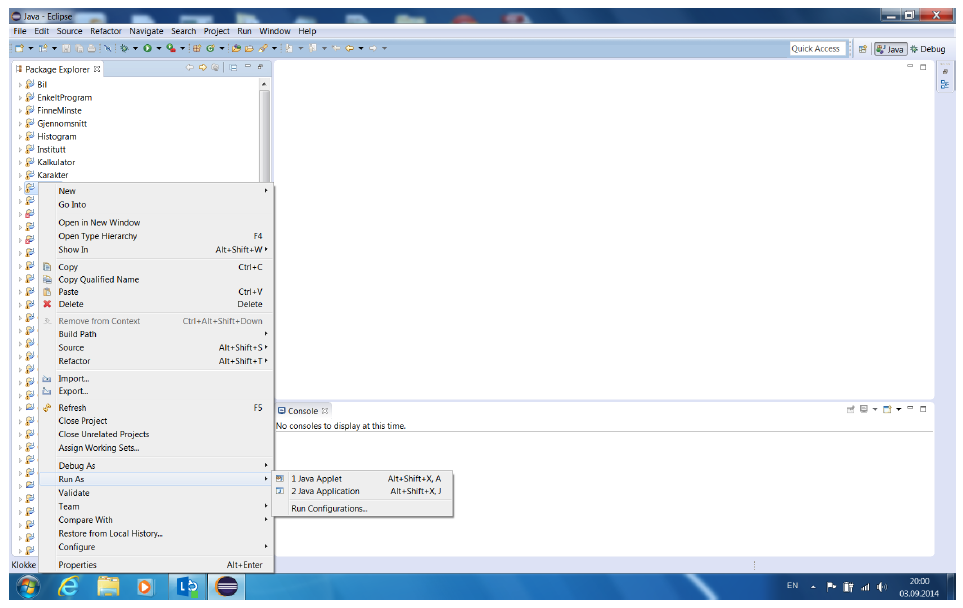 Java - Eclipse
File Edit Source Refactor Navigate Search Project Run Window Help
Quick Access Java Debug
Package Explorer
Bil
EnkeltProgram
FinneMinste
Gjennomsnitt
Histogram
Institutt
Kalkulator
Karakter
New
Go Into
Open in New Window
Open Type Hierarchy F4
Show In Alt+Shift+W
Copy Ctrl+C
Copy Qualified Name
Paste Ctrl+V
Delete Delete
Remove from Context Ctrl+Alt+Shift+Down
Build Path
Source Alt+Shift+S
Refactor Alt+Shift+T
Import...
Export...
Refresh F5
Close Project
Close Unrelated Projects
Assign Working Sets...
Debug As
Run As
Validate
Team
Compare With
Restore from Local History...
Configure
Properties Alt+Enter
1 Java Applet Alt+Shift+X, A
2 Java Application Alt+Shift+X, J
Run Configurations...
Console
No consoles to display at this time.
Klokke
EN
20:00
03.09.2014